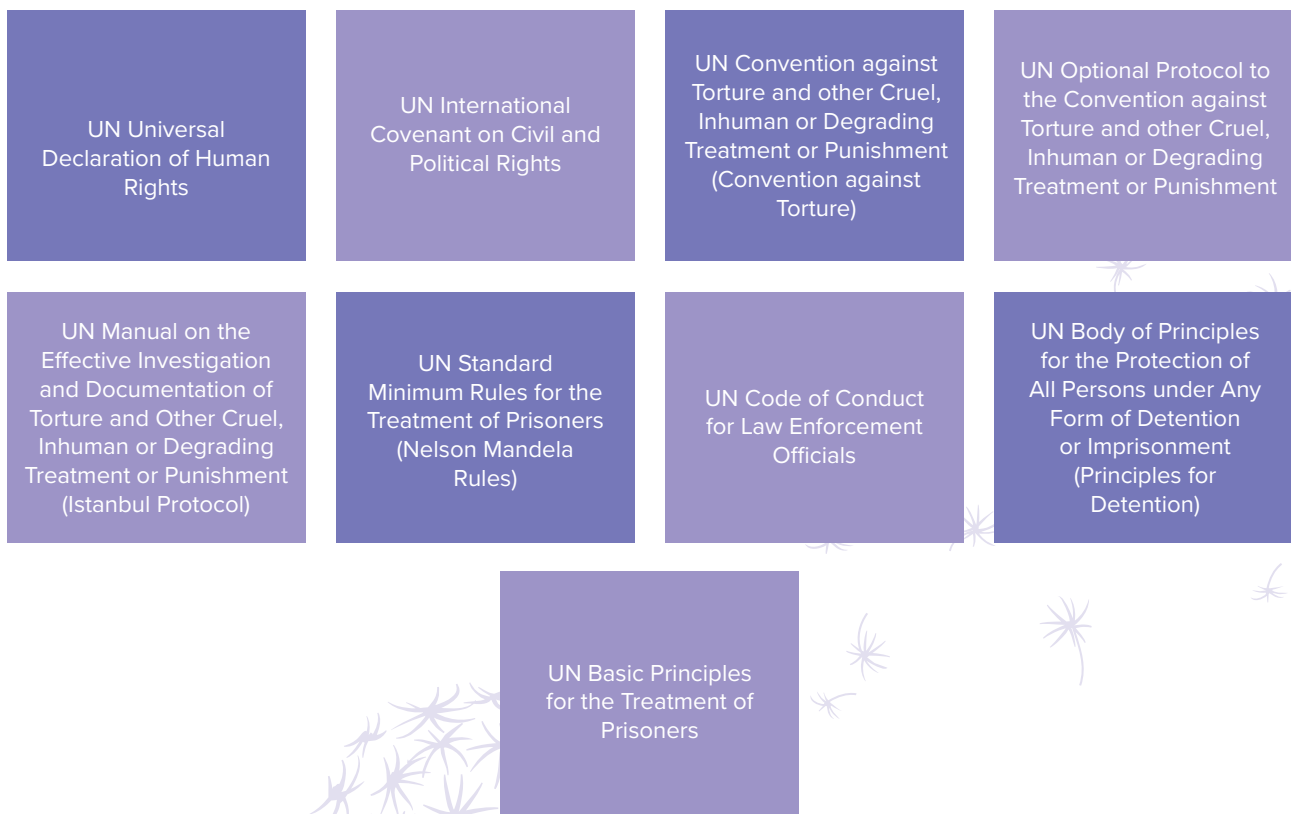 UN Universal
Declaration of Human
Rights
UN International
Covenant on Civil and
Political Rights
UN Convention against
Torture and other Cruel,
Inhuman or Degrading
Treatment or Punishment
(Convention against
Torture)
UN Optional Protocol to
the Convention against
Torture and other Cruel,
Inhuman or Degrading
Treatment or Punishment
UN Manual on the
Effective Investigation
and Documentation of
Torture and Other Cruel,
Inhuman or Degrading
Treatment or Punishment
(Istanbul Protocol)
UN Standard
Minimum Rules for the
Treatment of Prisoners
(Nelson Mandela
Rules)
UN Code of Conduct
for Law Enforcement
Officials
UN Body of Principles
for the Protection of
All Persons under Any
Form of Detention
or Imprisonment
(Principles for
Detention)
UN Basic Principles
for the Treatment of
Prisoners